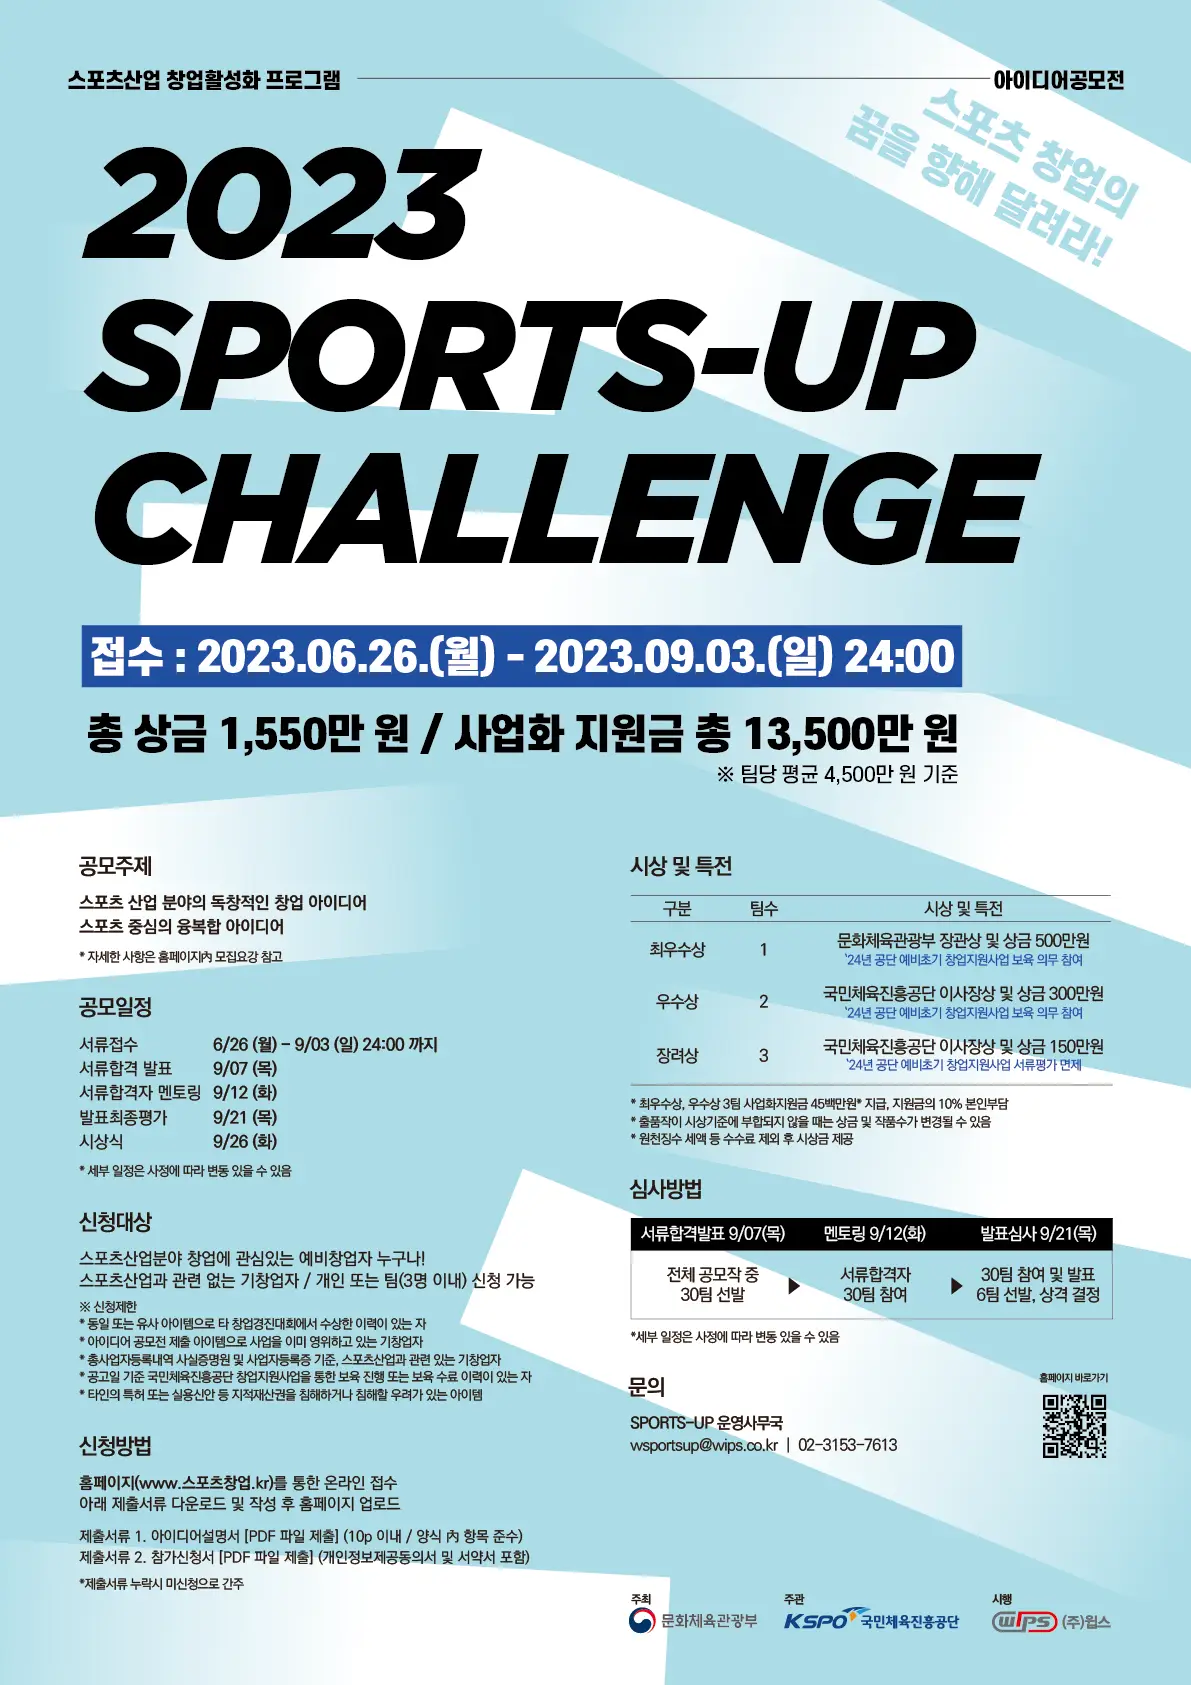 스포츠산업 창업활성화 프로그램
아이디어공모전
스포츠 창업의
꿈을 향해 달려라!
2023
SPORTS-UP
CHALLENGE
접수 : 2023.06.26.(월) - 2023.09.03.(일) 24:00
총 상금 1,550만 원 / 사업화 지원금 총 13,500만 원
※ 팀당 평균 4,500만 원 기준
공모주제
스포츠 산업 분야의 독창적인 창업 아이디어
스포츠 중심의 융복합 아이디어
* 자세한 사항은 홈페이지內 모집요강 참고
공모일정
서류접수 6/26 (월) - 9/03 (일) 24:00 까지
서류합격 발표 9/07 (목)
서류합격자 멘토링 9/12 (화)
발표최종평가 9/21 (목)
시상식 9/26 (화)
* 세부 일정은 사정에 따라 변동 있을 수 있음
신청대상
스포츠산업분야 창업에 관심있는 예비창업자 누구나!
스포츠산업과 관련 없는 기창업자 / 개인 또는 팀(3명 이내) 신청 가능
※ 신청제한
* 동일 또는 유사 아이템으로 타 창업경진대회에서 수상한 이력이 있는 자
* 아이디어 공모전 제출 아이템으로 사업을 이미 영위하고 있는 기창업자
* 총사업자등록내역 사실증명원 및 사업자등록증 기준, 스포츠산업과 관련 있는 기창업자
* 공고일 기준 국민체육진흥공단 창업지원사업을 통한 보육 진행 또는 보육 수료 이력이 있는 자
* 타인의 특허 또는 실용신안 등 지적재산권을 침해하거나 침해할 우려가 있는 아이템
신청방법
홈페이지(www.스포츠창업.kr)를 통한 온라인 접수
아래 제출서류 다운로드 및 작성 후 홈페이지 업로드
제출서류 1. 아이디어설명서 [PDF 파일 제출] (10p 이내 / 양식 內 항목 준수)
제출서류 2. 참가신청서 [PDF 파일 제출] (개인정보제공동의서 및 서약서 포함)
*제출서류 누락시 미신청으로 간주
시상 및 특전
구분 팀수 시상 및 특전
최우수상 1 문화체육관광부 장관상 및 상금 500만원
'24년 공단 예비초기 창업지원사업 보육 의무 참여
우수상 2 국민체육진흥공단 이사장상 및 상금 300만원
'24년 공단 예비초기 창업지원사업 보육 의무 참여
장려상 3 국민체육진흥공단 이사장상 및 상금 150만원
'24년 공단 예비초기 창업지원사업 서류평가 면제
* 최우수상, 우수상 3팀 사업화지원금 45백만원* 지급, 지원금의 10% 본인부담
* 출품작이 시상기준에 부합되지 않을 때는 상금 및 작품수가 변경될 수 있음
* 원천징수 세액 등 수수료 제외 후 시상금 제공
심사방법
서류합격발표 9/07(목) 멘토링 9/12(화) 발표심사 9/21(목)
전체 공모작 중 서류합격자 30팀 참여 및 발표
30팀 선발 ▶ 30팀 참여 ▶ 6팀 선발, 상격 결정
*세부 일정은 사정에 따라 변동 있을 수 있음
문의
홈페이지 바로가기
SPORTS-UP 운영사무국
wsportsup@wips.co.kr | 02-3153-7613
주최 주관 시행
문화체육관광부 KSPO 국민체육진흥공단 wips (주)윕스